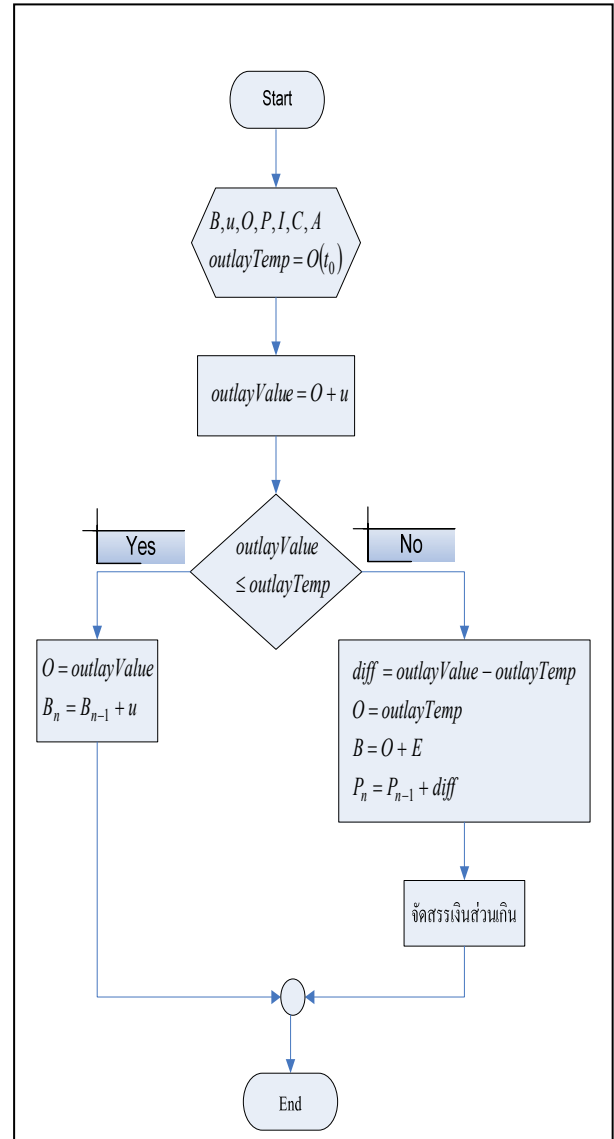 Start
B,u,O,P,I,C,A
outlayTemp = O(t₀)
outlayValue = O + u
outlayValue
≤ outlayTemp
Yes
No
O = outlayValue
Bₙ = Bₙ₋₁ + u
diff = outlayValue − outlayTemp
O = outlayTemp
B = O + E
Pₙ = Pₙ₋₁ + diff
จัดสรรเงินส่วนเกิน
End